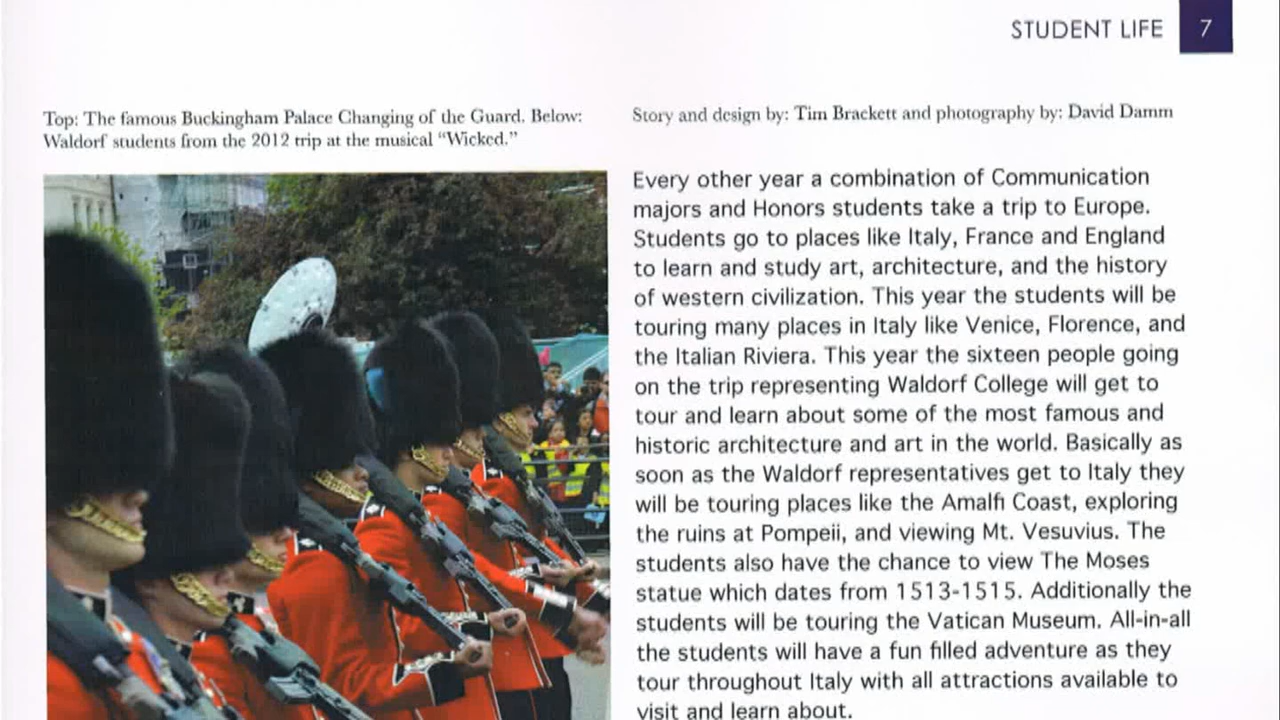 STUDENT LIFE 7
Top: The famous Buckingham Palace Changing of the Guard. Below:
Waldorf students from the 2012 trip at the musical “Wicked.”
Story and design by: Tim Brackett and photography by: David Damm
Every other year a combination of Communication
majors and Honors students take a trip to Europe.
Students go to places like Italy, France and England
to learn and study art, architecture, and the history
of western civilization. This year the students will be
touring many places in Italy like Venice, Florence, and
the Italian Riviera. This year the sixteen people going
on the trip representing Waldorf College will get to
tour and learn about some of the most famous and
historic architecture and art in the world. Basically as
soon as the Waldorf representatives get to Italy they
will be touring places like the Amalfi Coast, exploring
the ruins at Pompeii, and viewing Mt. Vesuvius. The
students also have the chance to view The Moses
statue which dates from 1513-1515. Additionally the
students will be touring the Vatican Museum. All-in-all
the students will have a fun filled adventure as they
tour throughout Italy with all attractions available to
visit and learn about.